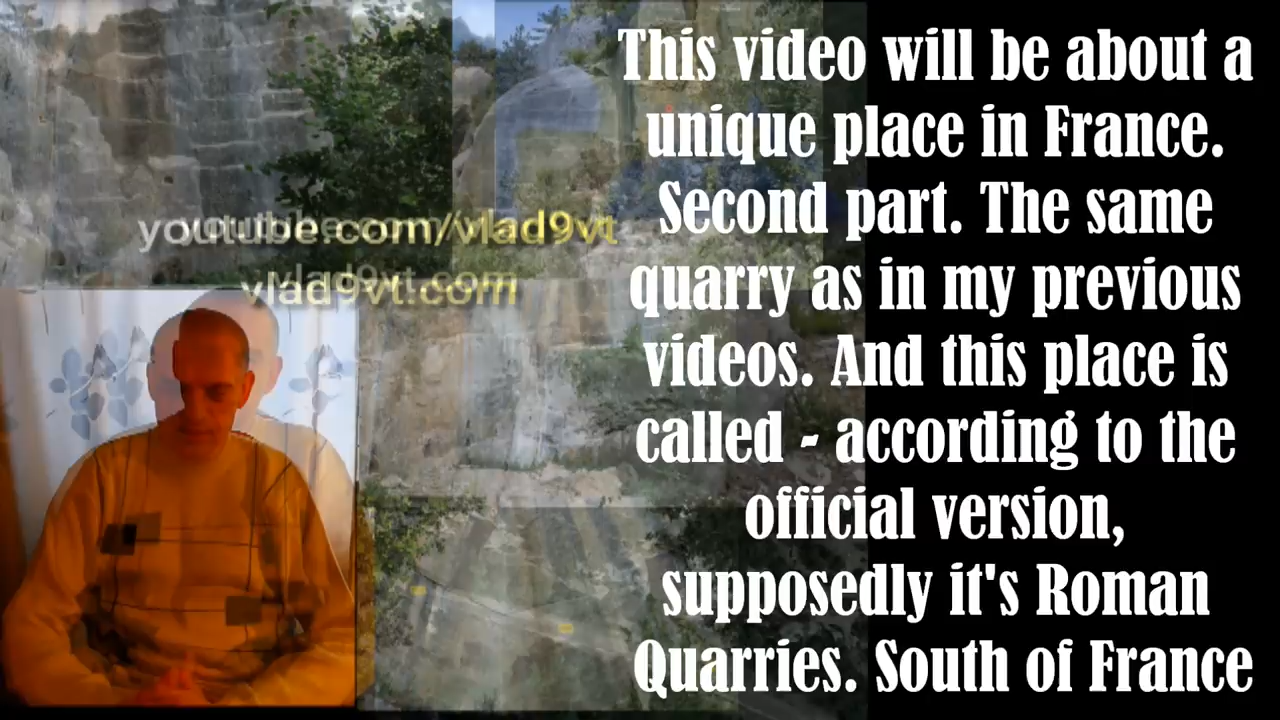 This video will be about a
unique place in France.
Second part. The same
quarry as in my previous
videos. And this place is
called - according to the
official version,
supposedly it's Roman
Quarries. South of France
youtube.com/vlad9vt
vlad9vt.com